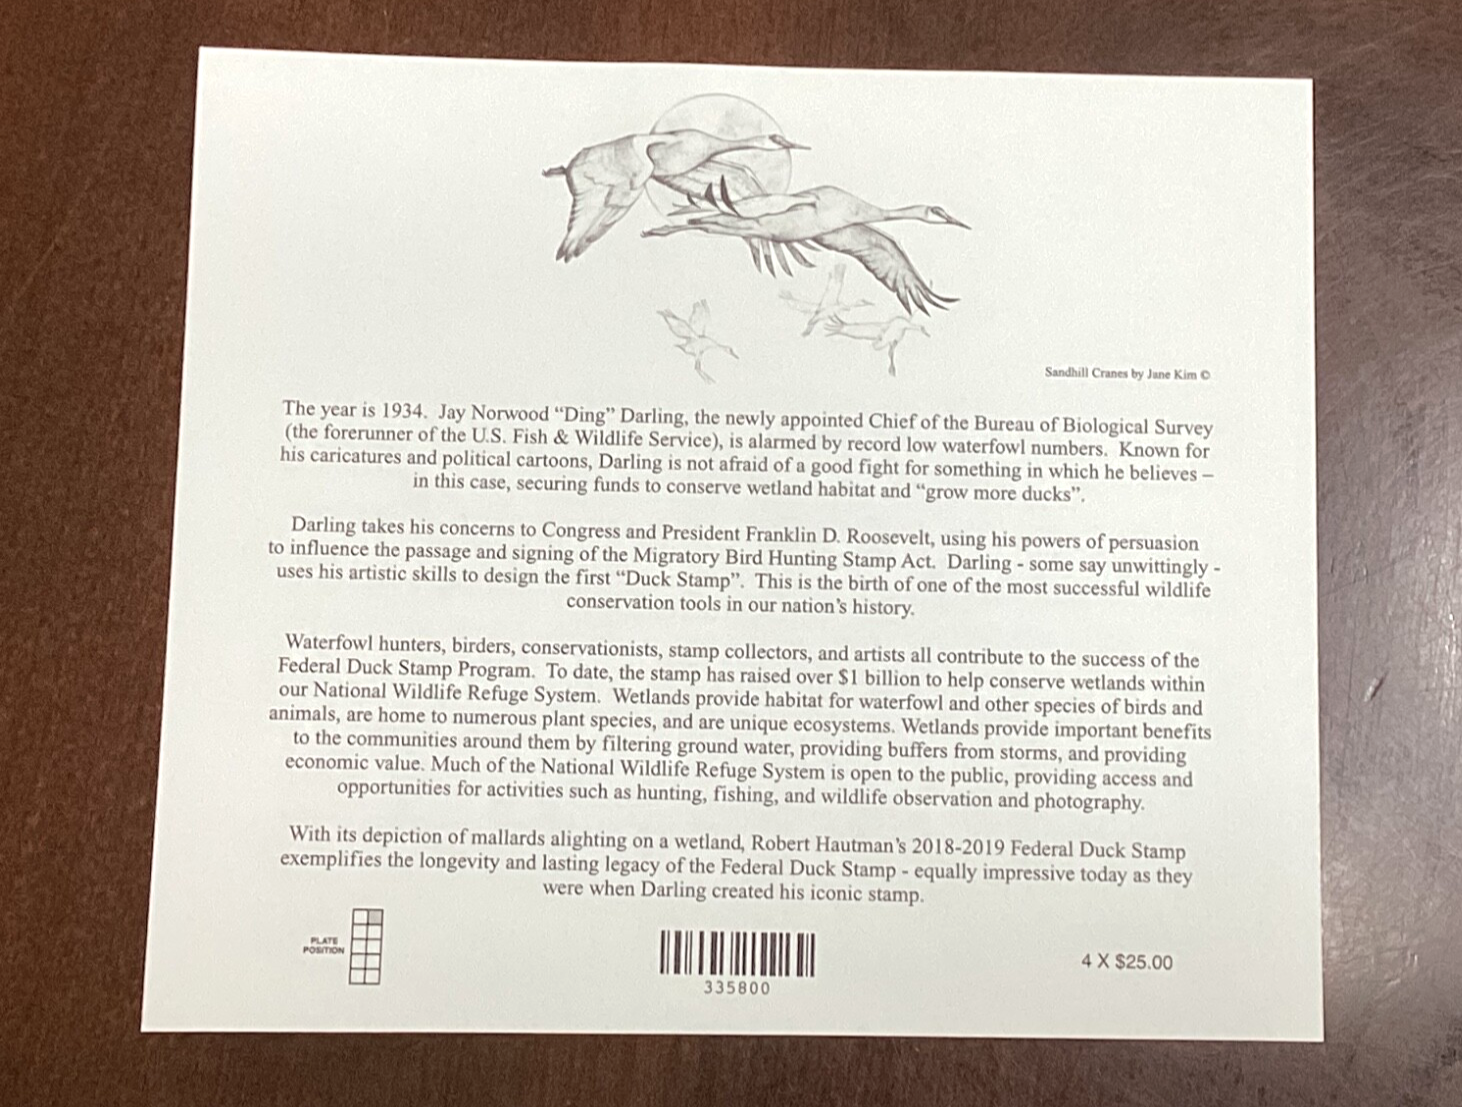 Sandhill Cranes by Jane Kim ©
The year is 1934. Jay Norwood “Ding” Darling, the newly appointed Chief of the Bureau of Biological Survey
(the forerunner of the U.S. Fish & Wildlife Service), is alarmed by record low waterfowl numbers. Known for
his caricatures and political cartoons, Darling is not afraid of a good fight for something in which he believes –
in this case, securing funds to conserve wetland habitat and “grow more ducks”.
Darling takes his concerns to Congress and President Franklin D. Roosevelt, using his powers of persuasion
to influence the passage and signing of the Migratory Bird Hunting Stamp Act. Darling - some say unwittingly -
uses his artistic skills to design the first “Duck Stamp”. This is the birth of one of the most successful wildlife
conservation tools in our nation’s history.
Waterfowl hunters, birders, conservationists, stamp collectors, and artists all contribute to the success of the
Federal Duck Stamp Program. To date, the stamp has raised over $1 billion to help conserve wetlands within
our National Wildlife Refuge System. Wetlands provide habitat for waterfowl and other species of birds and
animals, are home to numerous plant species, and are unique ecosystems. Wetlands provide important benefits
to the communities around them by filtering ground water, providing buffers from storms, and providing
economic value. Much of the National Wildlife Refuge System is open to the public, providing access and
opportunities for activities such as hunting, fishing, and wildlife observation and photography.
With its depiction of mallards alighting on a wetland, Robert Hautman’s 2018-2019 Federal Duck Stamp
exemplifies the longevity and lasting legacy of the Federal Duck Stamp - equally impressive today as they
were when Darling created his iconic stamp.
PLATE
POSITION
335800
4 X $25.00